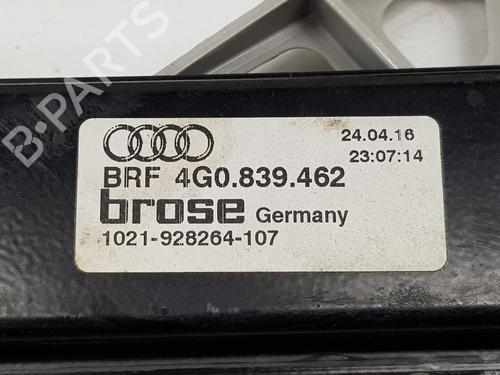 B-PARTS
24.04.16
23:07:14
BRF 4G0.839.462
brose Germany
1021-928264-107